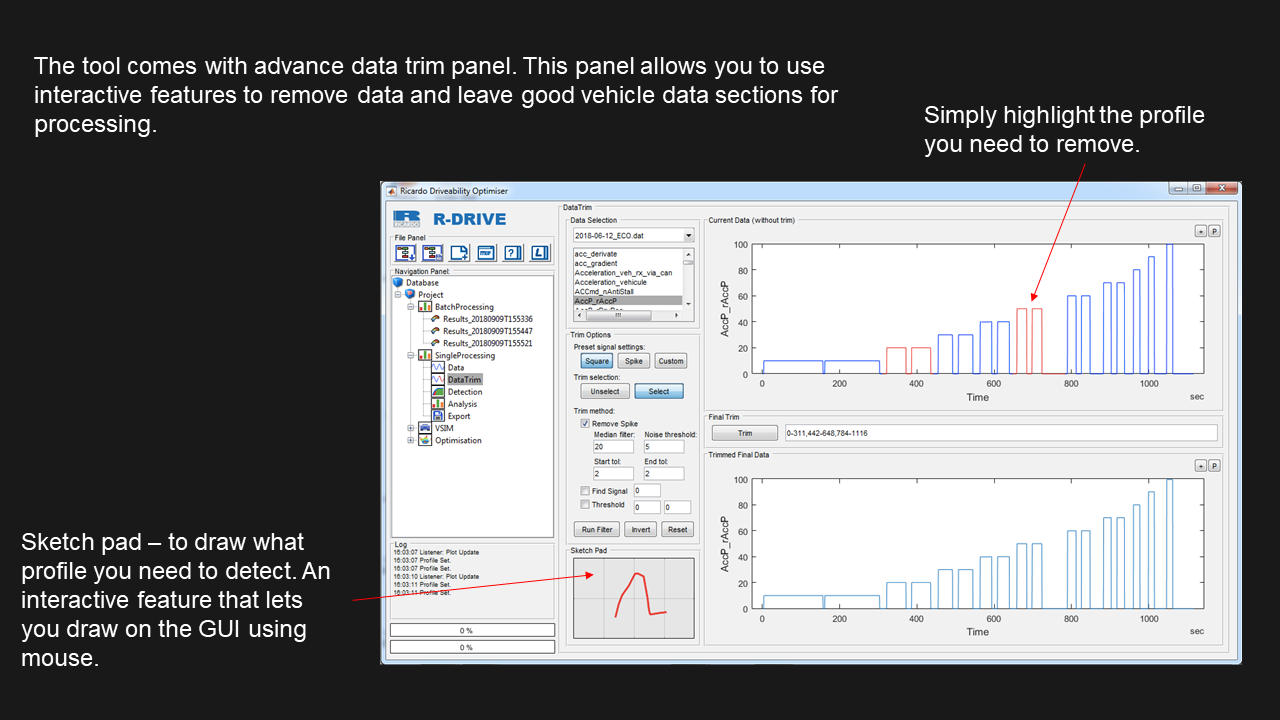 The tool comes with advance data trim panel. This panel allows you to use
interactive features to remove data and leave good vehicle data sections for
processing.
Simply highlight the profile
you need to remove.
Ricardo Driveability Optimiser
RICARDO
R-DRIVE
File Panel
Navigation Panel:
Database
Project
BatchProcessing
Results_20180909T155336
Results_20180909T155447
Results_20180909T155521
SingleProcessing
Data
DataTrim
Detection
Analysis
Export
VSIM
Optimisation
Log
16:03:07 Listener: Plot Update
16:03:07 Profile Set.
16:03:07 Profile Set.
16:03:10 Listener: Plot Update
16:03:11 Profile Set.
16:03:11 Profile Set.
0 %
0 %
DataTrim
Data Selection
2018-06-12_ECO.dat
acc_derivate
acc_gradient
Acceleration_veh_rx_via_can
Acceleration_vehicule
ACCmd_nAntiStall
AccP_rAccP
Trim Options
Preset signal settings:
Square Spike Custom
Trim selection:
Unselect Select
Trim method:
Remove Spike
Median filter: Noise threshold:
20 5
Start tol: End tol:
2 2
Find Signal 0
Threshold 0 0
Run Filter Invert Reset
Sketch Pad
Current Data (without trim)
+ P
100
80
60
40
20
0
AccP_rAccP
0 200 400 600 800 1000
Time
sec
Final Trim
Trim 0-311,442-648,784-1116
Trimmed Final Data
+ P
100
80
60
40
20
0
AccP_rAccP
0 200 400 600 800 1000
Time
sec
Sketch pad – to draw what
profile you need to detect. An
interactive feature that lets
you draw on the GUI using
mouse.